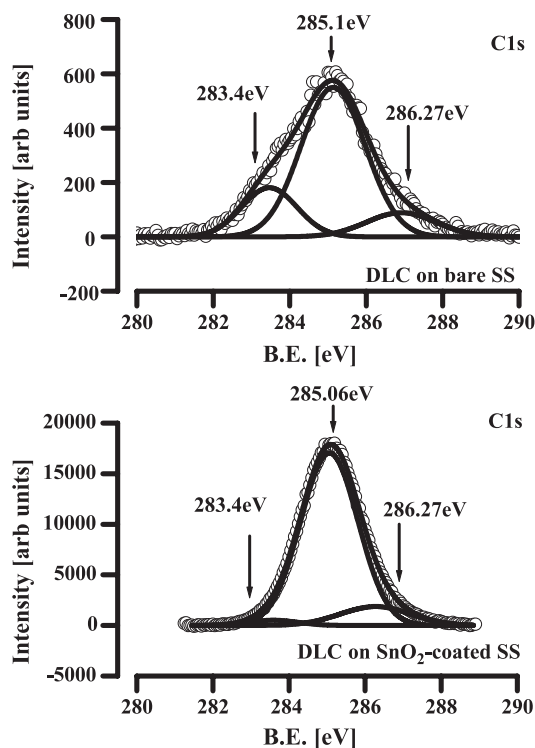 285.1eV
C1s
800
283.4eV
286.27eV
600
400
200
0
-200
Intensity [arb units]
DLC on bare SS
280 282 284 286 288 290
B.E. [eV]
285.06eV
C1s
20000
15000
283.4eV
286.27eV
10000
5000
0
-5000
Intensity [arb units]
DLC on SnO₂-coated SS
280 282 284 286 288 290
B.E. [eV]